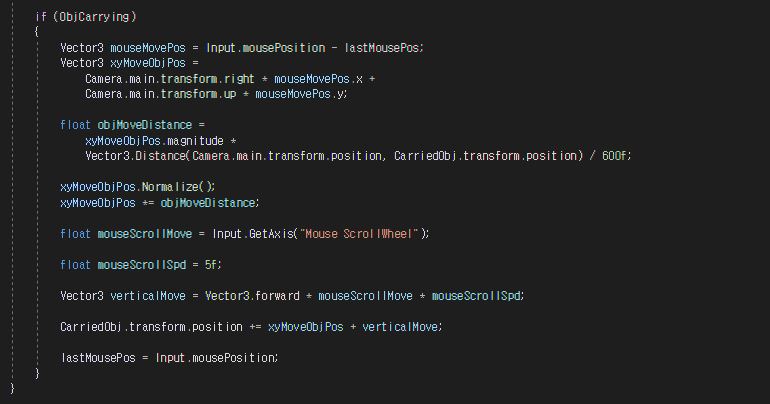 if (ObjCarrying)
{
Vector3 mouseMovePos = Input.mousePosition - lastMousePos;
Vector3 xyMoveObjPos =
Camera.main.transform.right * mouseMovePos.x +
Camera.main.transform.up * mouseMovePos.y;
float objMoveDistance =
xyMoveObjPos.magnitude *
Vector3.Distance(Camera.main.transform.position, CarriedObj.transform.position) / 600f;
xyMoveObjPos.Normalize();
xyMoveObjPos *= objMoveDistance;
float mouseScrollMove = Input.GetAxis("Mouse ScrollWheel");
float mouseScrollSpd = 5f;
Vector3 verticalMove = Vector3.forward * mouseScrollMove * mouseScrollSpd;
CarriedObj.transform.position += xyMoveObjPos + verticalMove;
lastMousePos = Input.mousePosition;
}
}